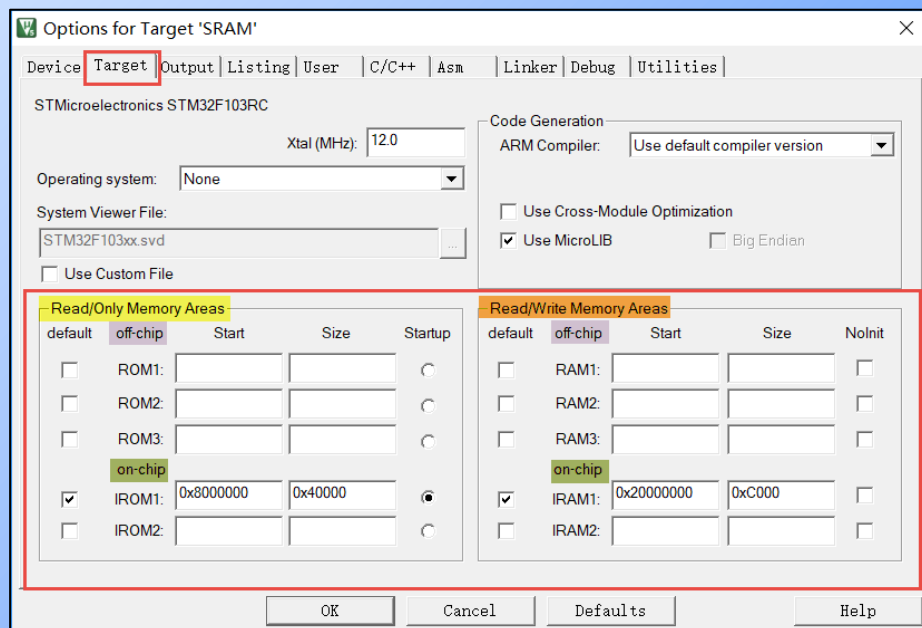 Options for Target 'SRAM'
Device Target Output Listing User C/C++ Asm Linker Debug Utilities
STMicroelectronics STM32F103RC
Xtal (MHz): 12.0
Operating system: None
System Viewer File:
STM32F103xx.svd ...
Use Custom File
Code Generation
ARM Compiler: Use default compiler version
Use Cross-Module Optimization
Use MicroLIB Big Endian
Read/Only Memory Areas
default off-chip Start Size Startup
ROM1:
ROM2:
ROM3:
on-chip
IROM1: 0x8000000 0x40000
IROM2:
Read/Write Memory Areas
default off-chip Start Size NoInit
RAM1:
RAM2:
RAM3:
on-chip
IRAM1: 0x20000000 0xC000
IRAM2:
OK Cancel Defaults Help